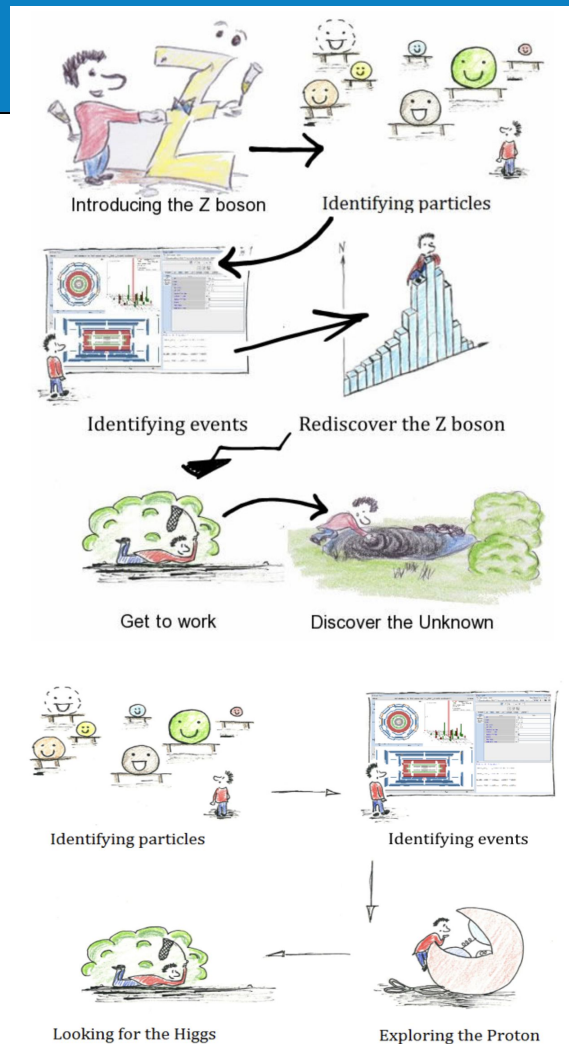 Introducing the Z boson
Identifying particles
N
Identifying events
Rediscover the Z boson
Get to work
Discover the Unknown
Identifying particles
Identifying events
Looking for the Higgs
Exploring the Proton